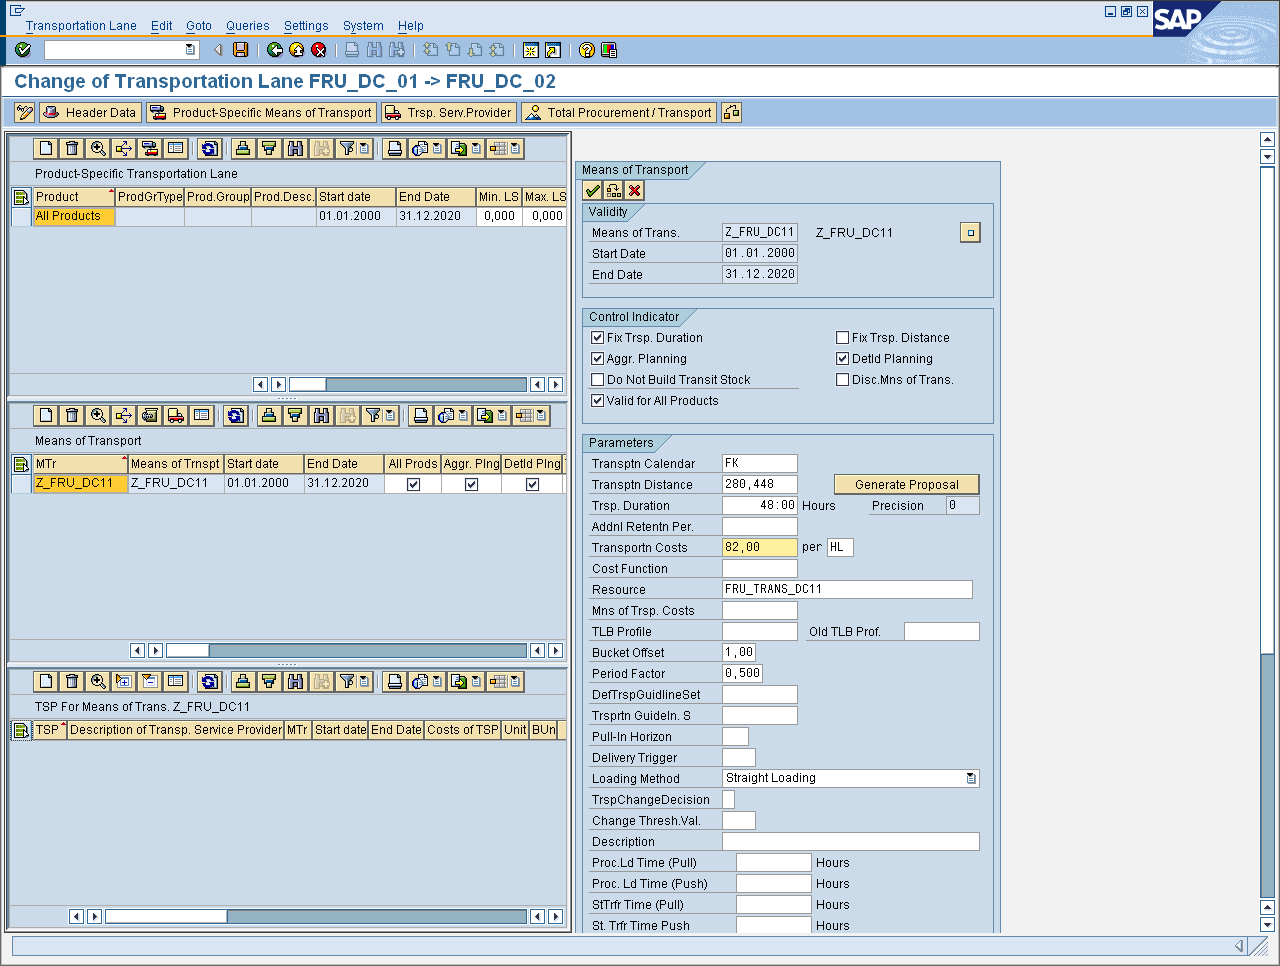 Transportation Lane Edit Goto Queries Settings System Help
SAP
Change of Transportation Lane FRU_DC_01 -> FRU_DC_02
Header Data Product-Specific Means of Transport Trsp. Serv.Provider Total Procurement / Transport
Product-Specific Transportation Lane
Product ProdGrType Prod.Group Prod.Desc. Start date End Date Min. LS Max. LS
All Products 01.01.2000 31.12.2020 0,000 0,000
Means of Transport
MTr Means of Trnspt Start date End Date All Prods Aggr. Plng Detld Plng
Z_FRU_DC11 Z_FRU_DC11 01.01.2000 31.12.2020
TSP For Means of Trans. Z_FRU_DC11
TSP Description of Transp. Service Provider MTr Start date End Date Costs of TSP Unit BUn
Means of Transport
Validity
Means of Trans. Z_FRU_DC11 Z_FRU_DC11
Start Date 01.01.2000
End Date 31.12.2020
Control Indicator
Fix Trsp. Duration Fix Trsp. Distance
Aggr. Planning Detld Planning
Do Not Build Transit Stock Disc.Mns of Trans.
Valid for All Products
Parameters
Transptn Calendar FK
Transptn Distance 280,448 Generate Proposal
Trsp. Duration 48:00 Hours Precision 0
Addnl Retentn Per.
Transportn Costs 82,00 per HL
Cost Function
Resource FRU_TRANS_DC11
Mns of Trsp. Costs
TLB Profile Old TLB Prof.
Bucket Offset 1,00
Period Factor 0,500
DefTrspGuidlineSet
Trsprtn Guideln. S
Pull-In Horizon
Delivery Trigger
Loading Method Straight Loading
TrspChangeDecision
Change Thresh.Val.
Description
Proc.Ld Time (Pull) Hours
Proc. Ld Time (Push) Hours
StTrfr Time (Pull) Hours
St. Trfr Time Push Hours